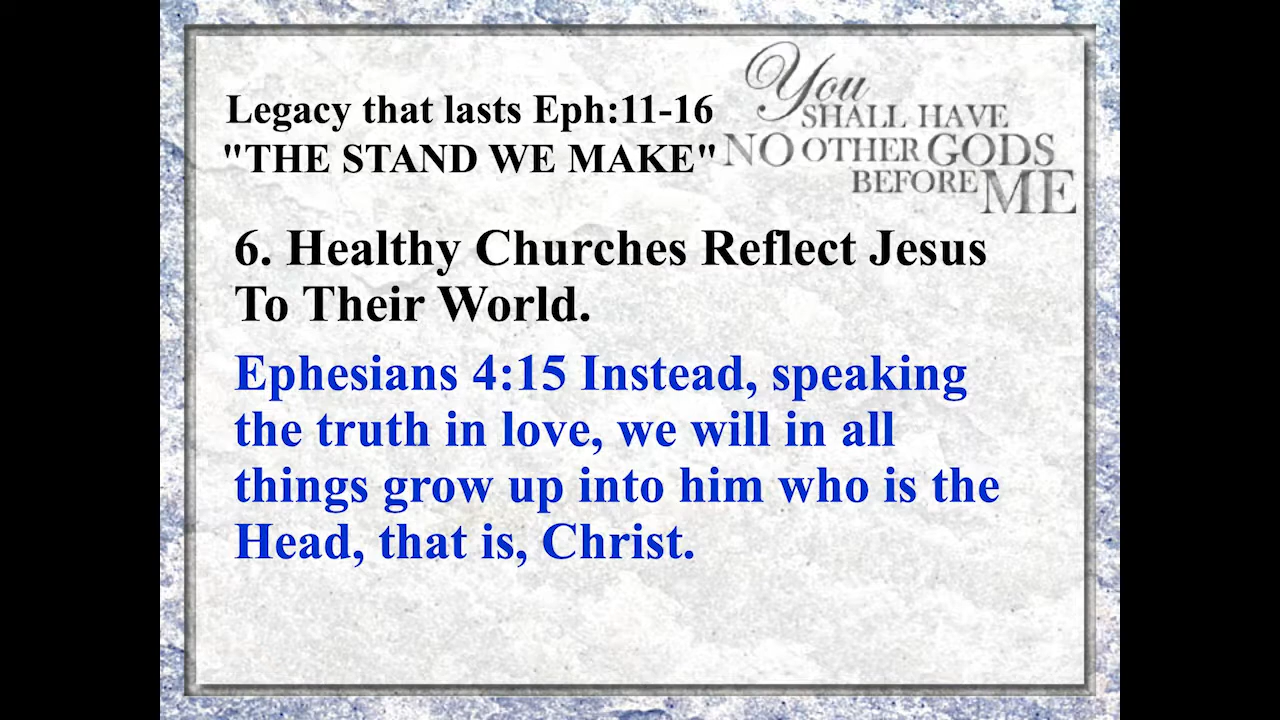 Legacy that lasts Eph:11-16
"THE STAND WE MAKE"
You
SHALL HAVE
NO OTHER GODS
BEFORE ME
6. Healthy Churches Reflect Jesus
To Their World.
Ephesians 4:15 Instead, speaking
the truth in love, we will in all
things grow up into him who is the
Head, that is, Christ.